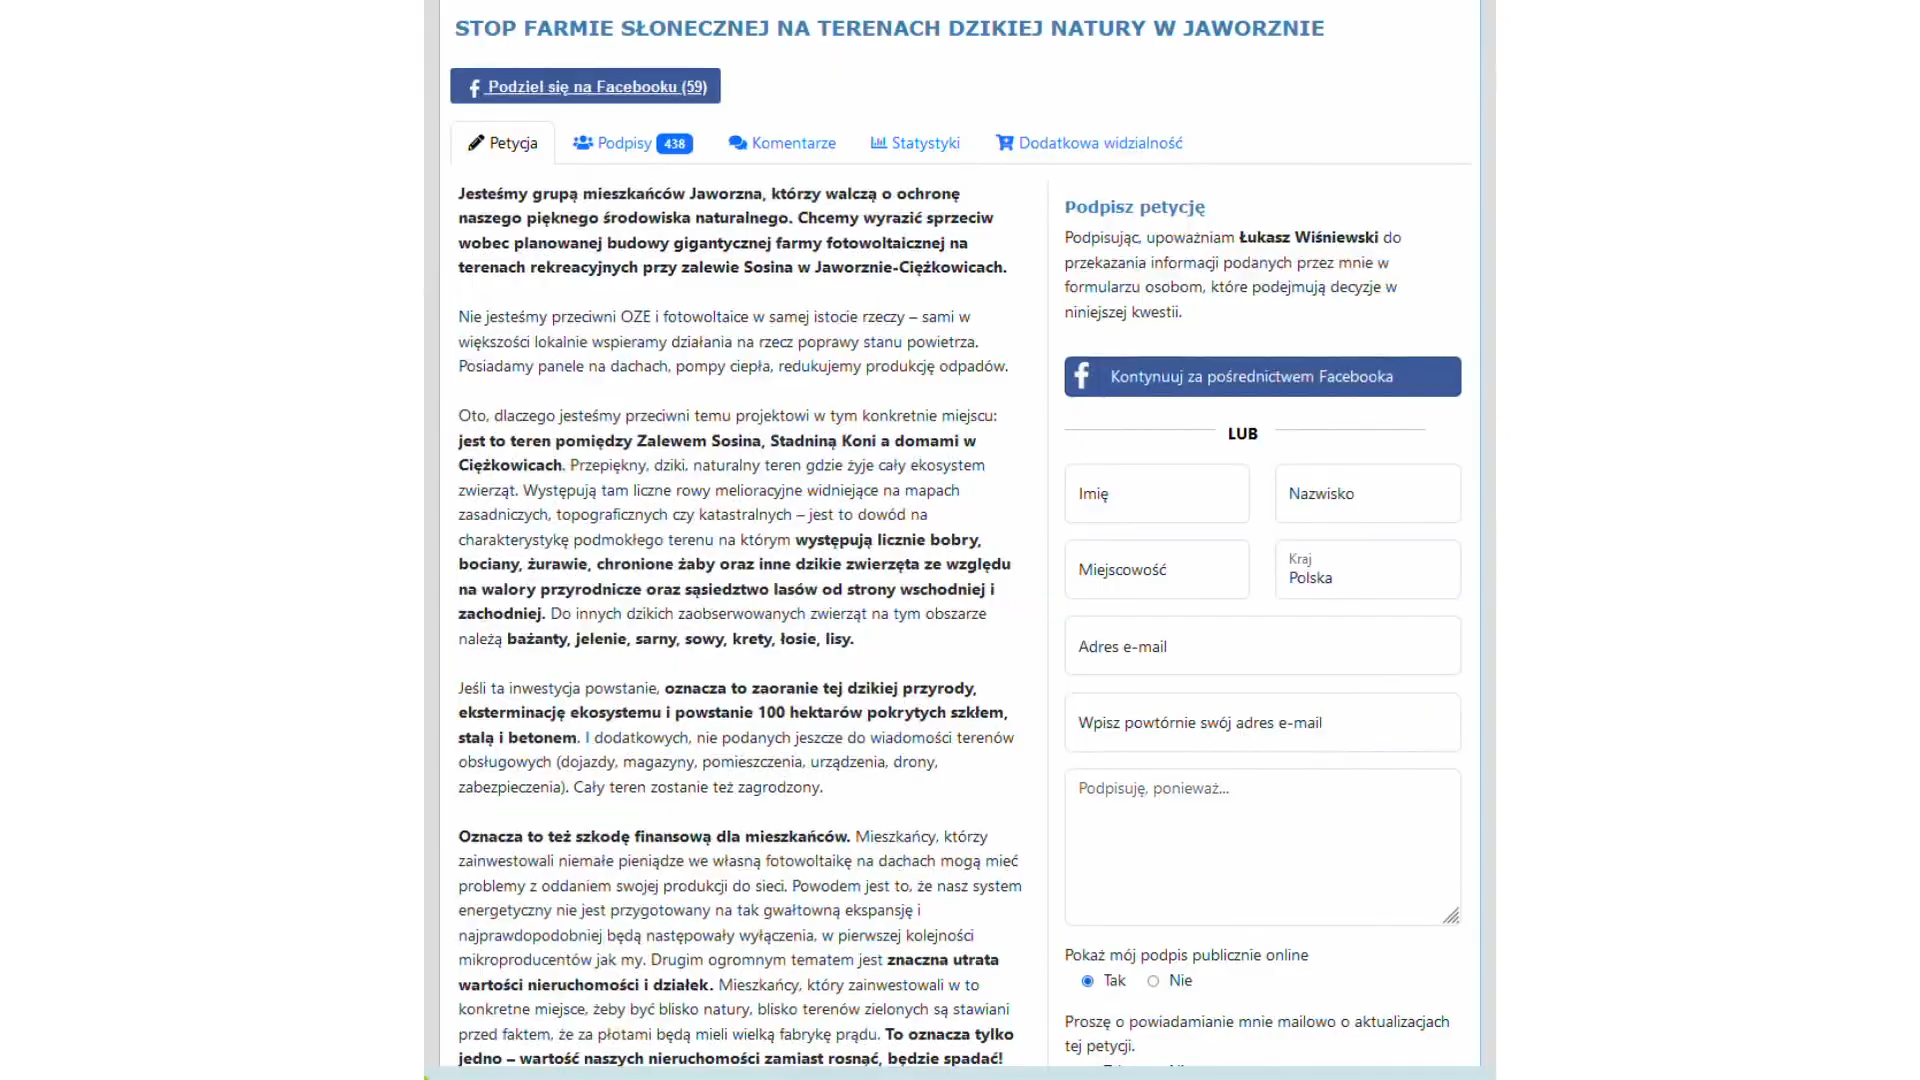 STOP FARMIE SŁONECZNEJ NA TERENACH DZIKIEJ NATURY W JAWORZNIE
Podziel się na Facebooku (59)
Petycja
Podpisy 438
Komentarze
Statystyki
Dodatkowa widzialność
Jesteśmy grupą mieszkańców Jaworzna, którzy walczą o ochronę
naszego pięknego środowiska naturalnego. Chcemy wyrazić sprzeciw
wobec planowanej budowy gigantycznej farmy fotowoltaicznej na
terenach rekreacyjnych przy zalewie Sosina w Jaworznie-Ciężkowicach.
Nie jesteśmy przeciwni OZE i fotowoltaice w samej istocie rzeczy – sami w
większości lokalnie wspieramy działania na rzecz poprawy stanu powietrza.
Posiadamy panele na dachach, pompy ciepła, redukujemy produkcję odpadów.
Oto, dlaczego jesteśmy przeciwni temu projektowi w tym konkretnie miejscu:
jest to teren pomiędzy Zalewem Sosina, Stadniną Koni a domami w
Ciężkowicach. Przepiękny, dziki, naturalny teren gdzie żyje cały ekosystem
zwierząt. Występują tam liczne rowy melioracyjne widniejące na mapach
zasadniczych, topograficznych czy katastralnych – jest to dowód na
charakterystykę podmokłego terenu na którym występują licznie bobry,
bociany, żurawie, chronione żaby oraz inne dzikie zwierzęta ze względu
na walory przyrodnicze oraz sąsiedztwo lasów od strony wschodniej i
zachodniej. Do innych dzikich zaobserwowanych zwierząt na tym obszarze
należą bażanty, jelenie, sarny, sowy, krety, łosie, lisy.
Jeśli ta inwestycja powstanie, oznacza to zaoranie tej dzikiej przyrody,
eksterminację ekosystemu i powstanie 100 hektarów pokrytych szkłem,
stalą i betonem. I dodatkowych, nie podanych jeszcze do wiadomości terenów
obsługowych (dojazdy, magazyny, pomieszczenia, urządzenia, drony,
zabezpieczenia). Cały teren zostanie też zagrodzony.
Oznacza to też szkodę finansową dla mieszkańców. Mieszkańcy, którzy
zainwestowali niemałe pieniądze we własną fotowoltaikę na dachach mogą mieć
problemy z oddaniem swojej produkcji do sieci. Powodem jest to, że nasz system
energetyczny nie jest przygotowany na tak gwałtowną ekspansję i
najprawdopodobniej będą następowały wyłączenia, w pierwszej kolejności
mikroproducentów jak my. Drugim ogromnym tematem jest znaczna utrata
wartości nieruchomości i działek. Mieszkańcy, który zainwestowali w to
konkretne miejsce, żeby być blisko natury, blisko terenów zielonych są stawiani
przed faktem, że za płotami będą mieli wielką fabrykę prądu. To oznacza tylko
jedno – wartość naszych nieruchomości zamiast rosnąć, będzie spadać!
Podpisz petycję
Podpisując, upoważniam Łukasz Wiśniewski do
przekazania informacji podanych przez mnie w
formularzu osobom, które podejmują decyzje w
niniejszej kwestii.
Kontynuuj za pośrednictwem Facebooka
LUB
Imię
Nazwisko
Miejscowość
Kraj
Polska
Adres e-mail
Wpisz powtórnie swój adres e-mail
Podpisuję, ponieważ...
Pokaż mój podpis publicznie online
Tak
Nie
Proszę o powiadamianie mnie mailowo o aktualizacjach
tej petycji.